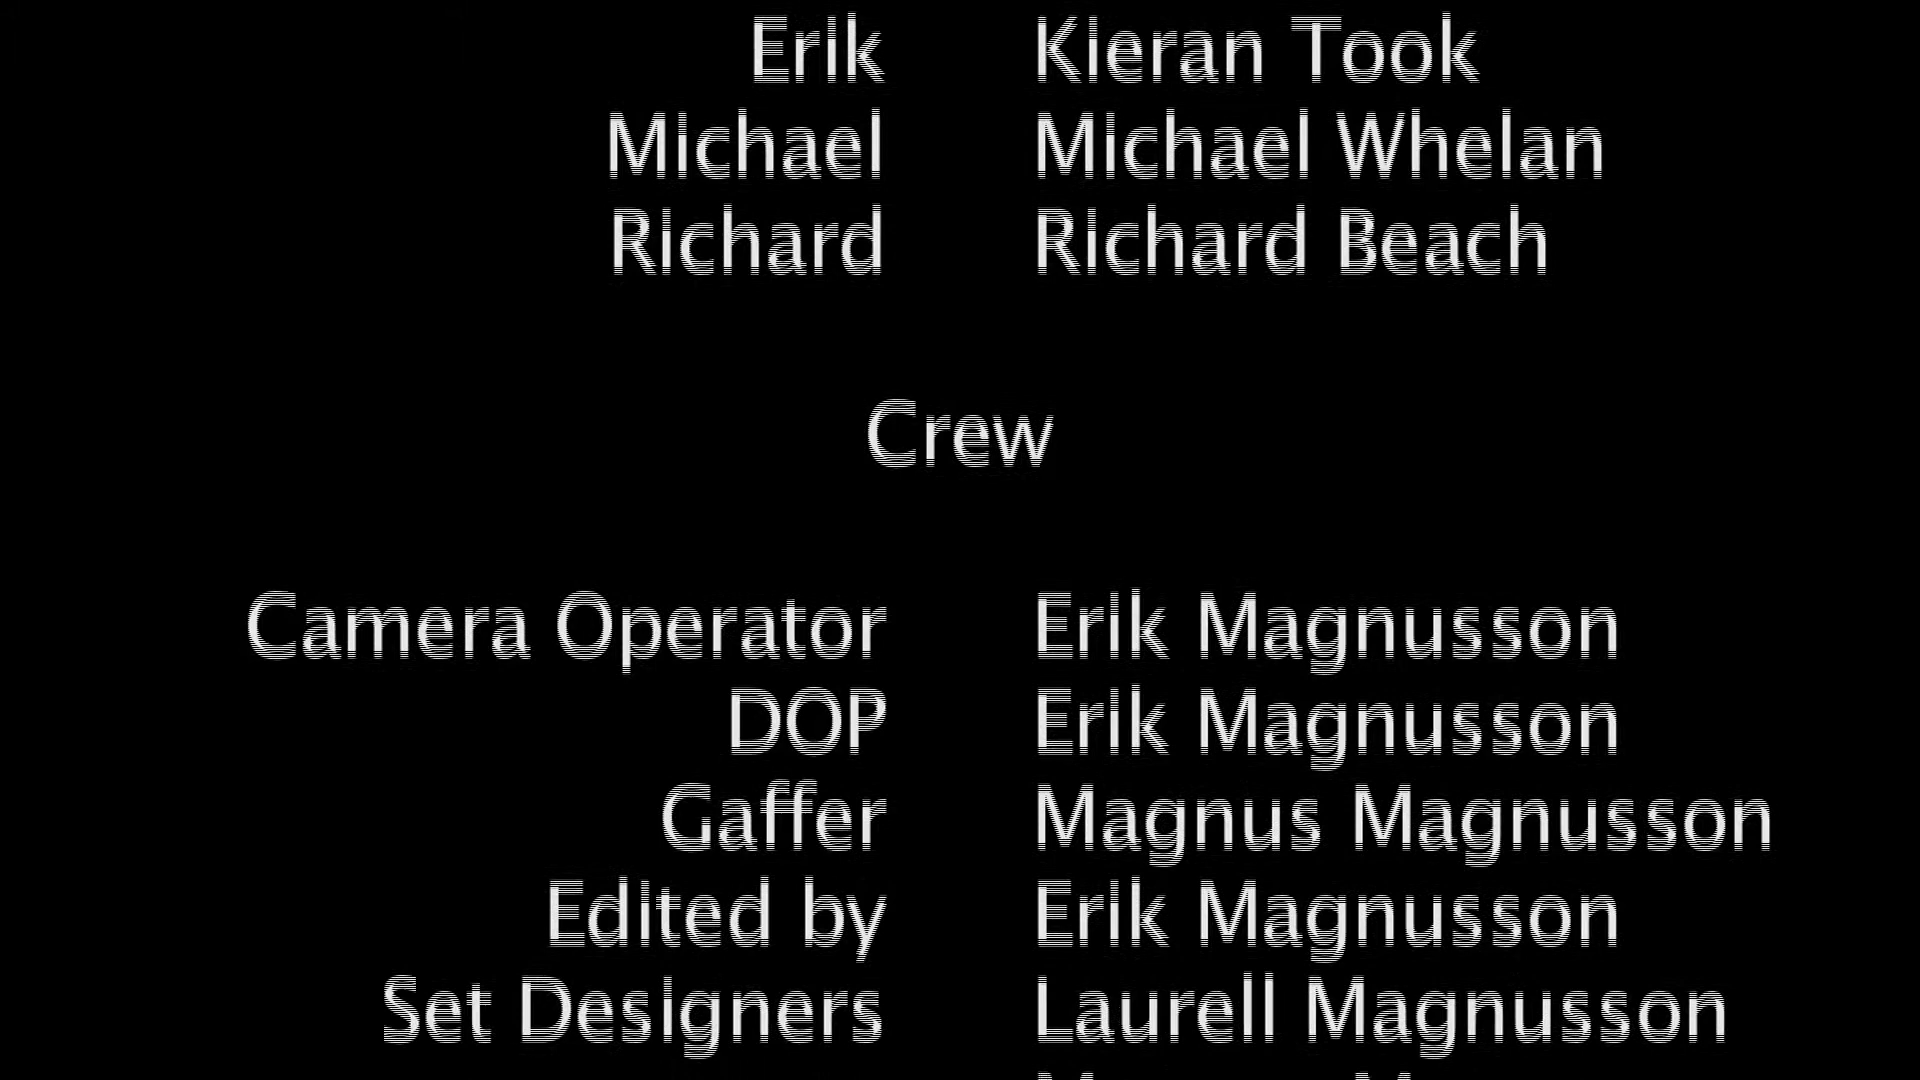 Erik Kieran Took
Michael Michael Whelan
Richard Richard Beach
Crew
Camera Operator Erik Magnusson
DOP Erik Magnusson
Gaffer Magnus Magnusson
Edited by Erik Magnusson
Set Designers Laurell Magnusson